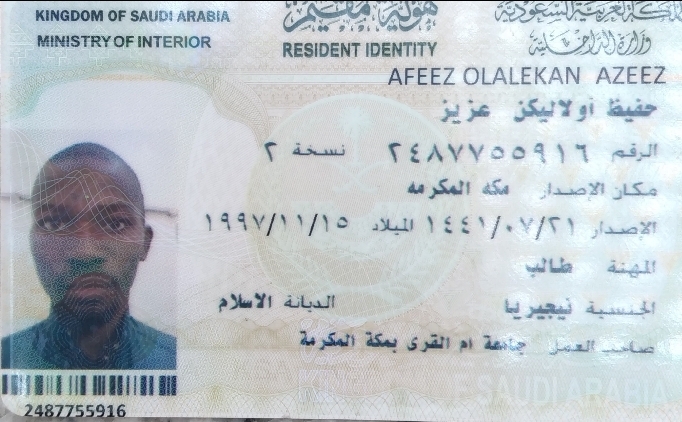 KINGDOM OF SAUDI ARABIA
MINISTRY OF INTERIOR
هوية مقيم
RESIDENT IDENTITY
المملكة العربية السعودية
وزارة الداخلية
AFEEZ OLALEKAN AZEEZ
حفيظ أولاليكن عزيز
الرقم ٢٤٨٧٧٥٥٩١٦ نسخة ٢
مكان الإصدار مكه المكرمه
الإصدار ١٤٤١/٠٧/٢١ الميلاد ١٩٩٧/١١/١٥
المهنة طالب
الجنسية نيجيريا الديانة الاسلام
صاحب العمل جامعة ام القرى بمكة المكرمة
SAUDI ARABIA
2487755916